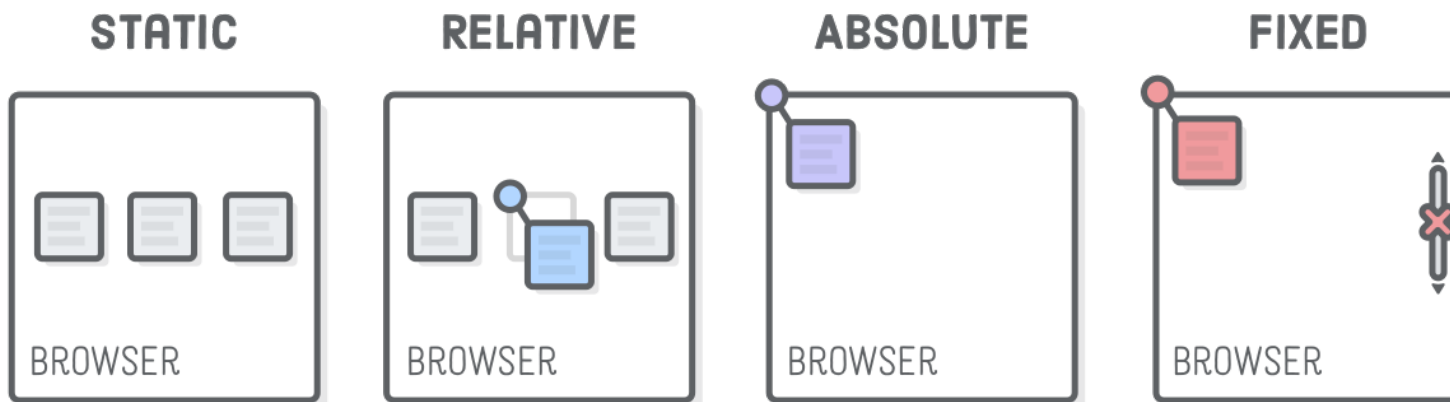 STATIC
RELATIVE
ABSOLUTE
FIXED
BROWSER
BROWSER
BROWSER
BROWSER